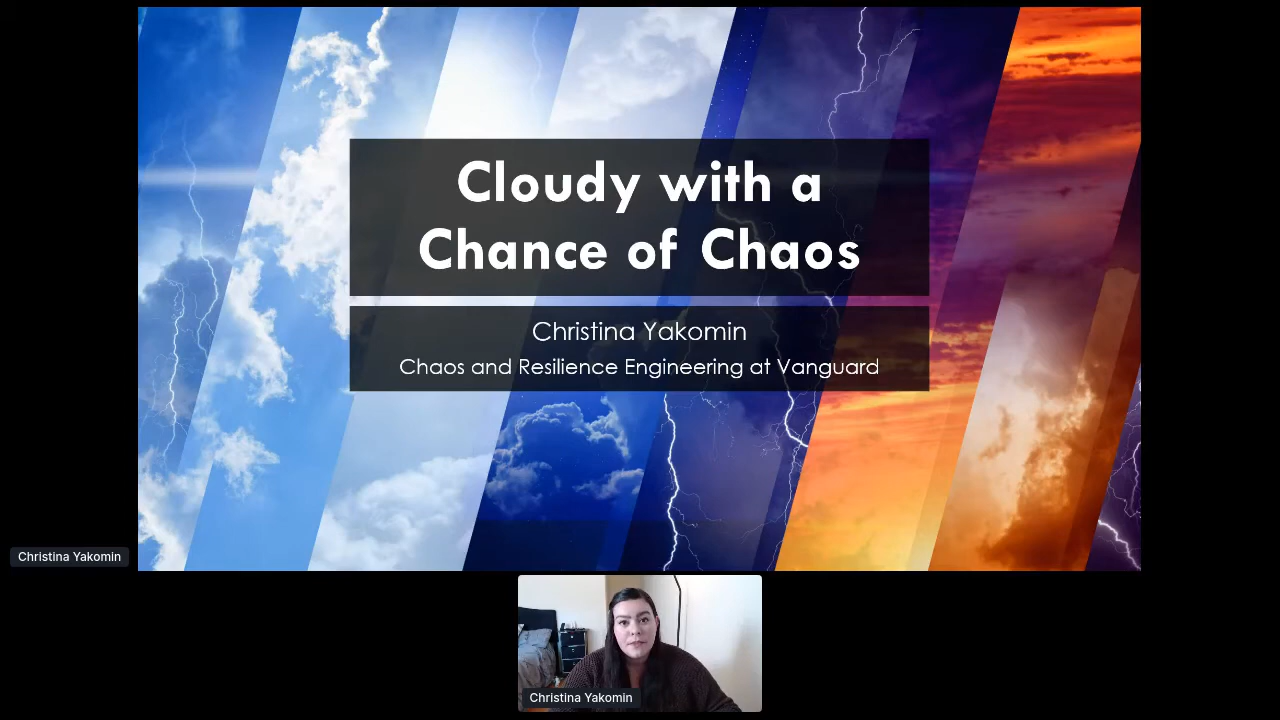 Cloudy with a
Chance of Chaos
Christina Yakomin
Chaos and Resilience Engineering at Vanguard
Christina Yakomin
Christina Yakomin